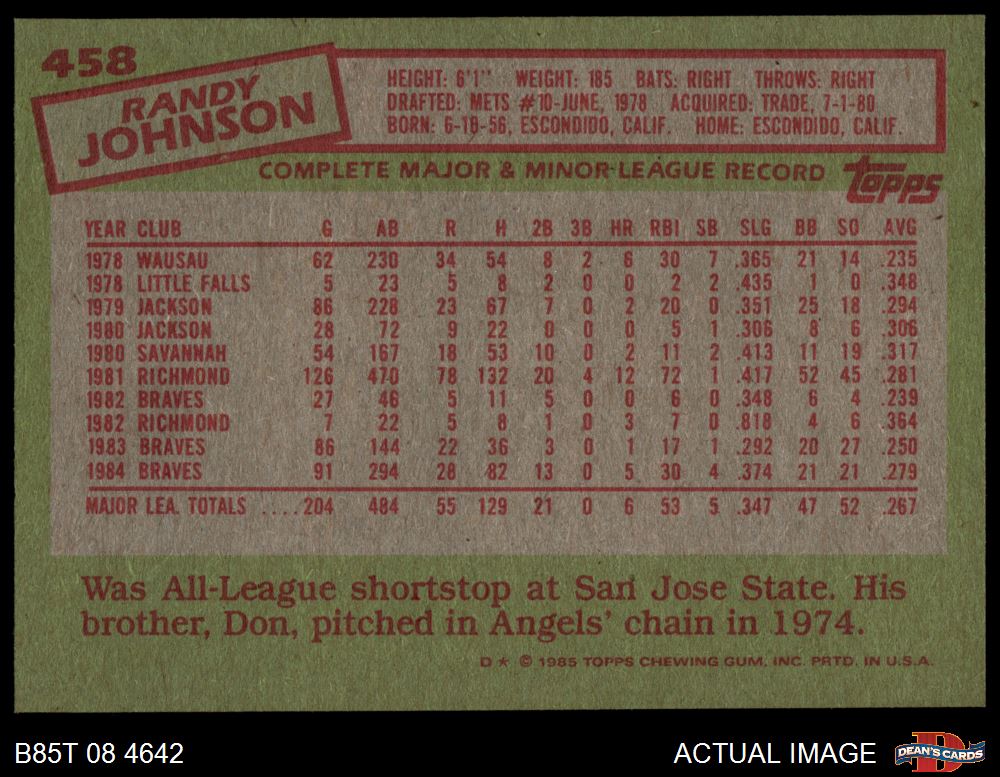 458
RANDY
JOHNSON
HEIGHT: 6'1" WEIGHT: 185 BATS: RIGHT THROWS: RIGHT
DRAFTED: METS #10-JUNE, 1978 ACQUIRED: TRADE, 7-1-80
BORN: 6-10-56, ESCONDIDO, CALIF. HOME: ESCONDIDO, CALIF.
COMPLETE MAJOR & MINOR LEAGUE RECORD
topps
YEAR CLUB G AB R H 2B 3B HR RBI SB SLG BB SO AVG
1978 WAUSAU 62 230 34 54 8 2 6 30 7 .365 21 14 .235
1978 LITTLE FALLS 5 23 5 8 2 0 0 2 2 .435 1 0 .348
1979 JACKSON 86 228 23 67 7 0 2 20 0 .351 25 18 .294
1980 JACKSON 28 72 9 22 0 0 0 5 1 .306 8 6 .306
1980 SAVANNAH 54 167 18 53 10 0 2 11 2 .413 11 19 .317
1981 RICHMOND 126 470 78 132 20 4 12 72 1 .417 52 45 .281
1982 BRAVES 27 46 5 11 5 0 0 6 0 .348 6 4 .239
1982 RICHMOND 7 22 5 8 1 0 3 7 0 .818 4 6 .364
1983 BRAVES 86 144 22 36 3 0 1 17 1 .292 20 27 .250
1984 BRAVES 91 294 28 82 13 0 5 30 4 .374 21 21 .279
MAJOR LEA. TOTALS ....204 484 55 129 21 0 6 53 5 .347 47 52 .267
Was All-League shortstop at San Jose State. His
brother, Don, pitched in Angels' chain in 1974.
D ★ © 1985 TOPPS CHEWING GUM, INC. PRTD. IN U.S.A.
B85T 08 4642
ACTUAL IMAGE
DEAN'S CARDS